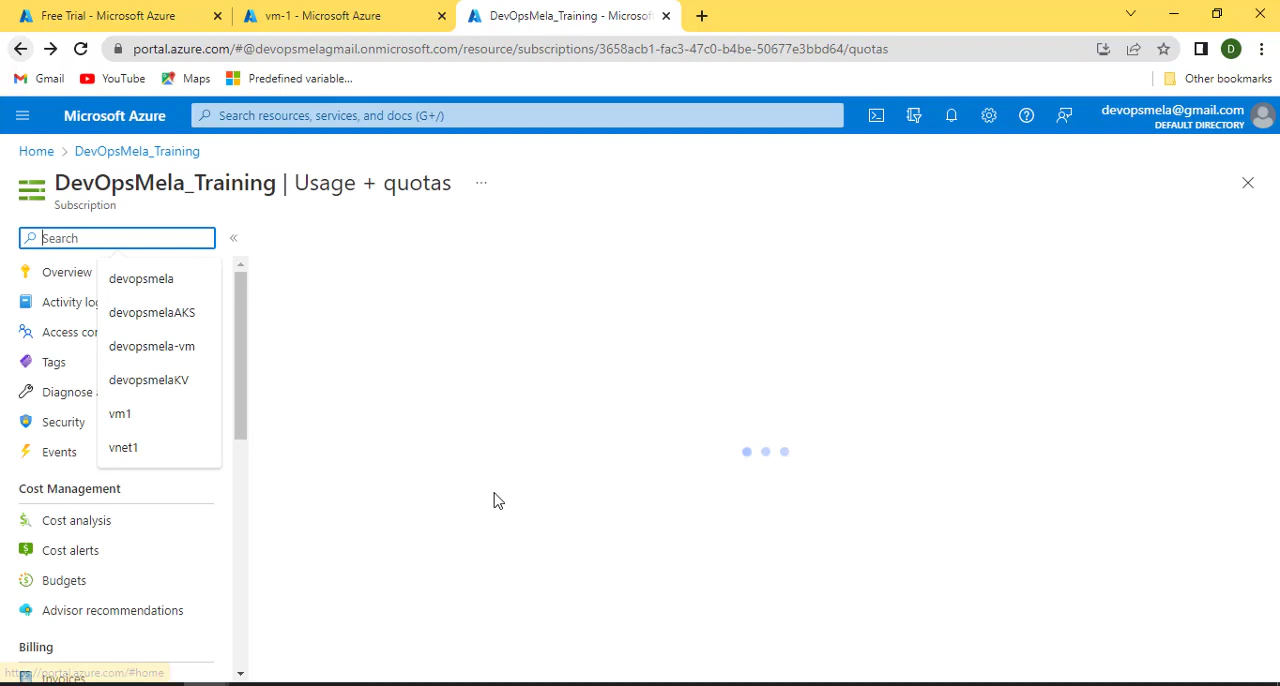 Free Trial - Microsoft Azure
vm-1 - Microsoft Azure
DevOpsMela_Training - Microsof
portal.azure.com/#@devopsmelagmail.onmicrosoft.com/resource/subscriptions/3658acb1-fac3-47c0-b4be-50677e3bbd64/quotas
D
Gmail
YouTube
Maps
Predefined variable...
Other bookmarks
Microsoft Azure
Search resources, services, and docs (G+/)
devopsmela@gmail.com
DEFAULT DIRECTORY
Home > DevOpsMela_Training
DevOpsMela_Training | Usage + quotas ...
Subscription
Search
«
Overview
Activity log
Access con
Tags
Diagnose
Security
Events
devopsmela
devopsmelaAKS
devopsmela-vm
devopsmelaKV
vm1
vnet1
Cost Management
Cost analysis
Cost alerts
Budgets
Advisor recommendations
Billing
https://portal.azure.com/#home
Invoices